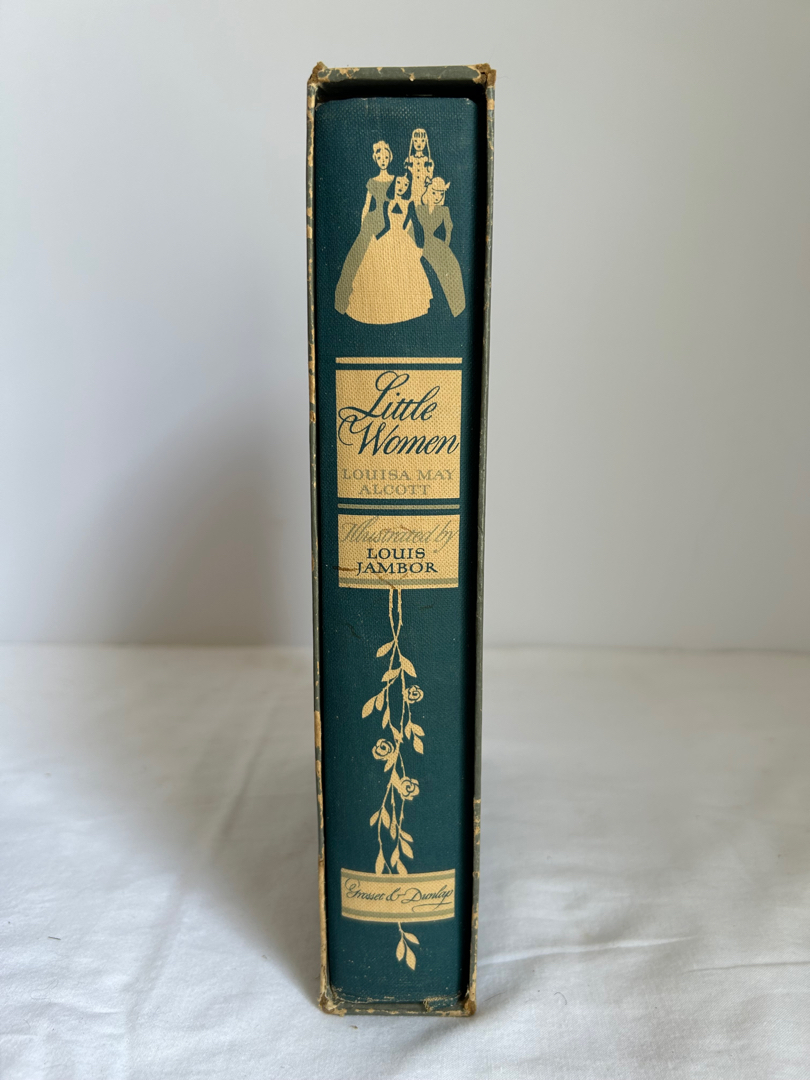 Little
Women
LOUISA MAY
ALCOTT
Illustrated by
LOUIS
JAMBOR
Grosset & Dunlap